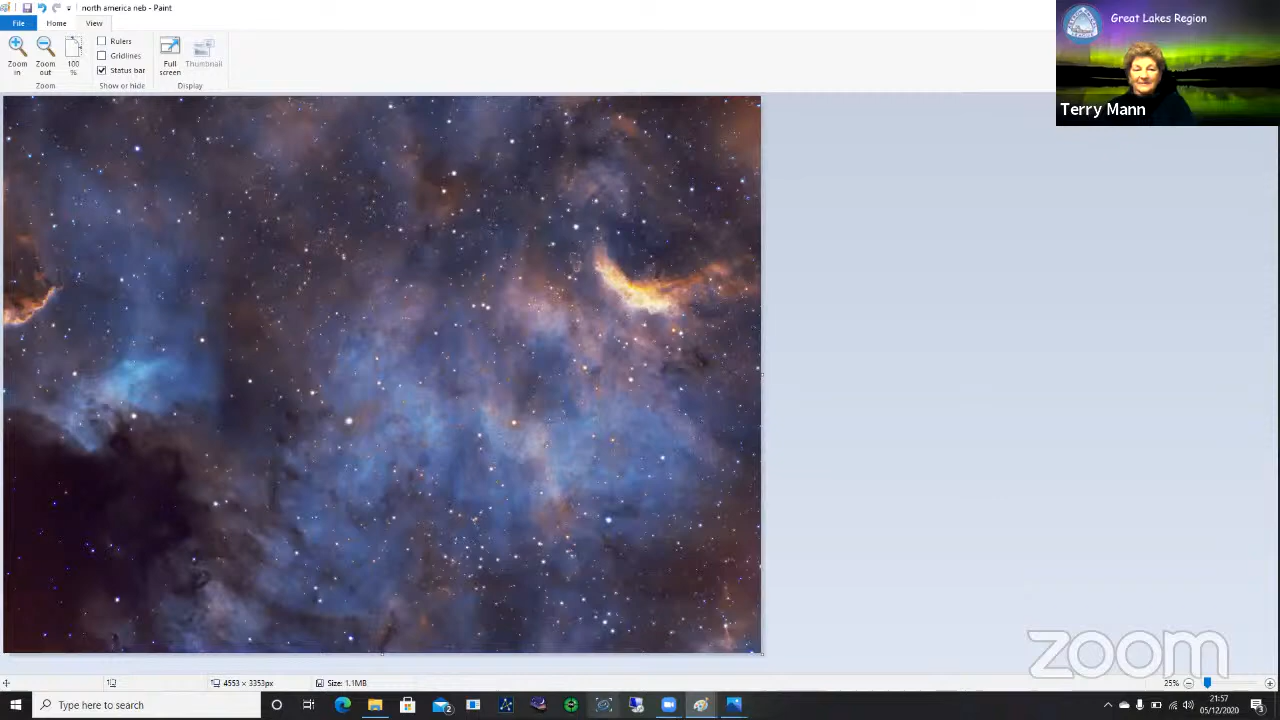 north america neb - Paint
File Home View
Zoom in
Zoom out
100 %
Rulers
Gridlines
Status bar
Full screen
Thumbnail
Zoom
Show or hide
Display
Great Lakes Region
LEAGUE
Terry Mann
zoom
4553 × 3353px
Size: 1.1MB
25%
Type here to search
21:57
05/12/2020